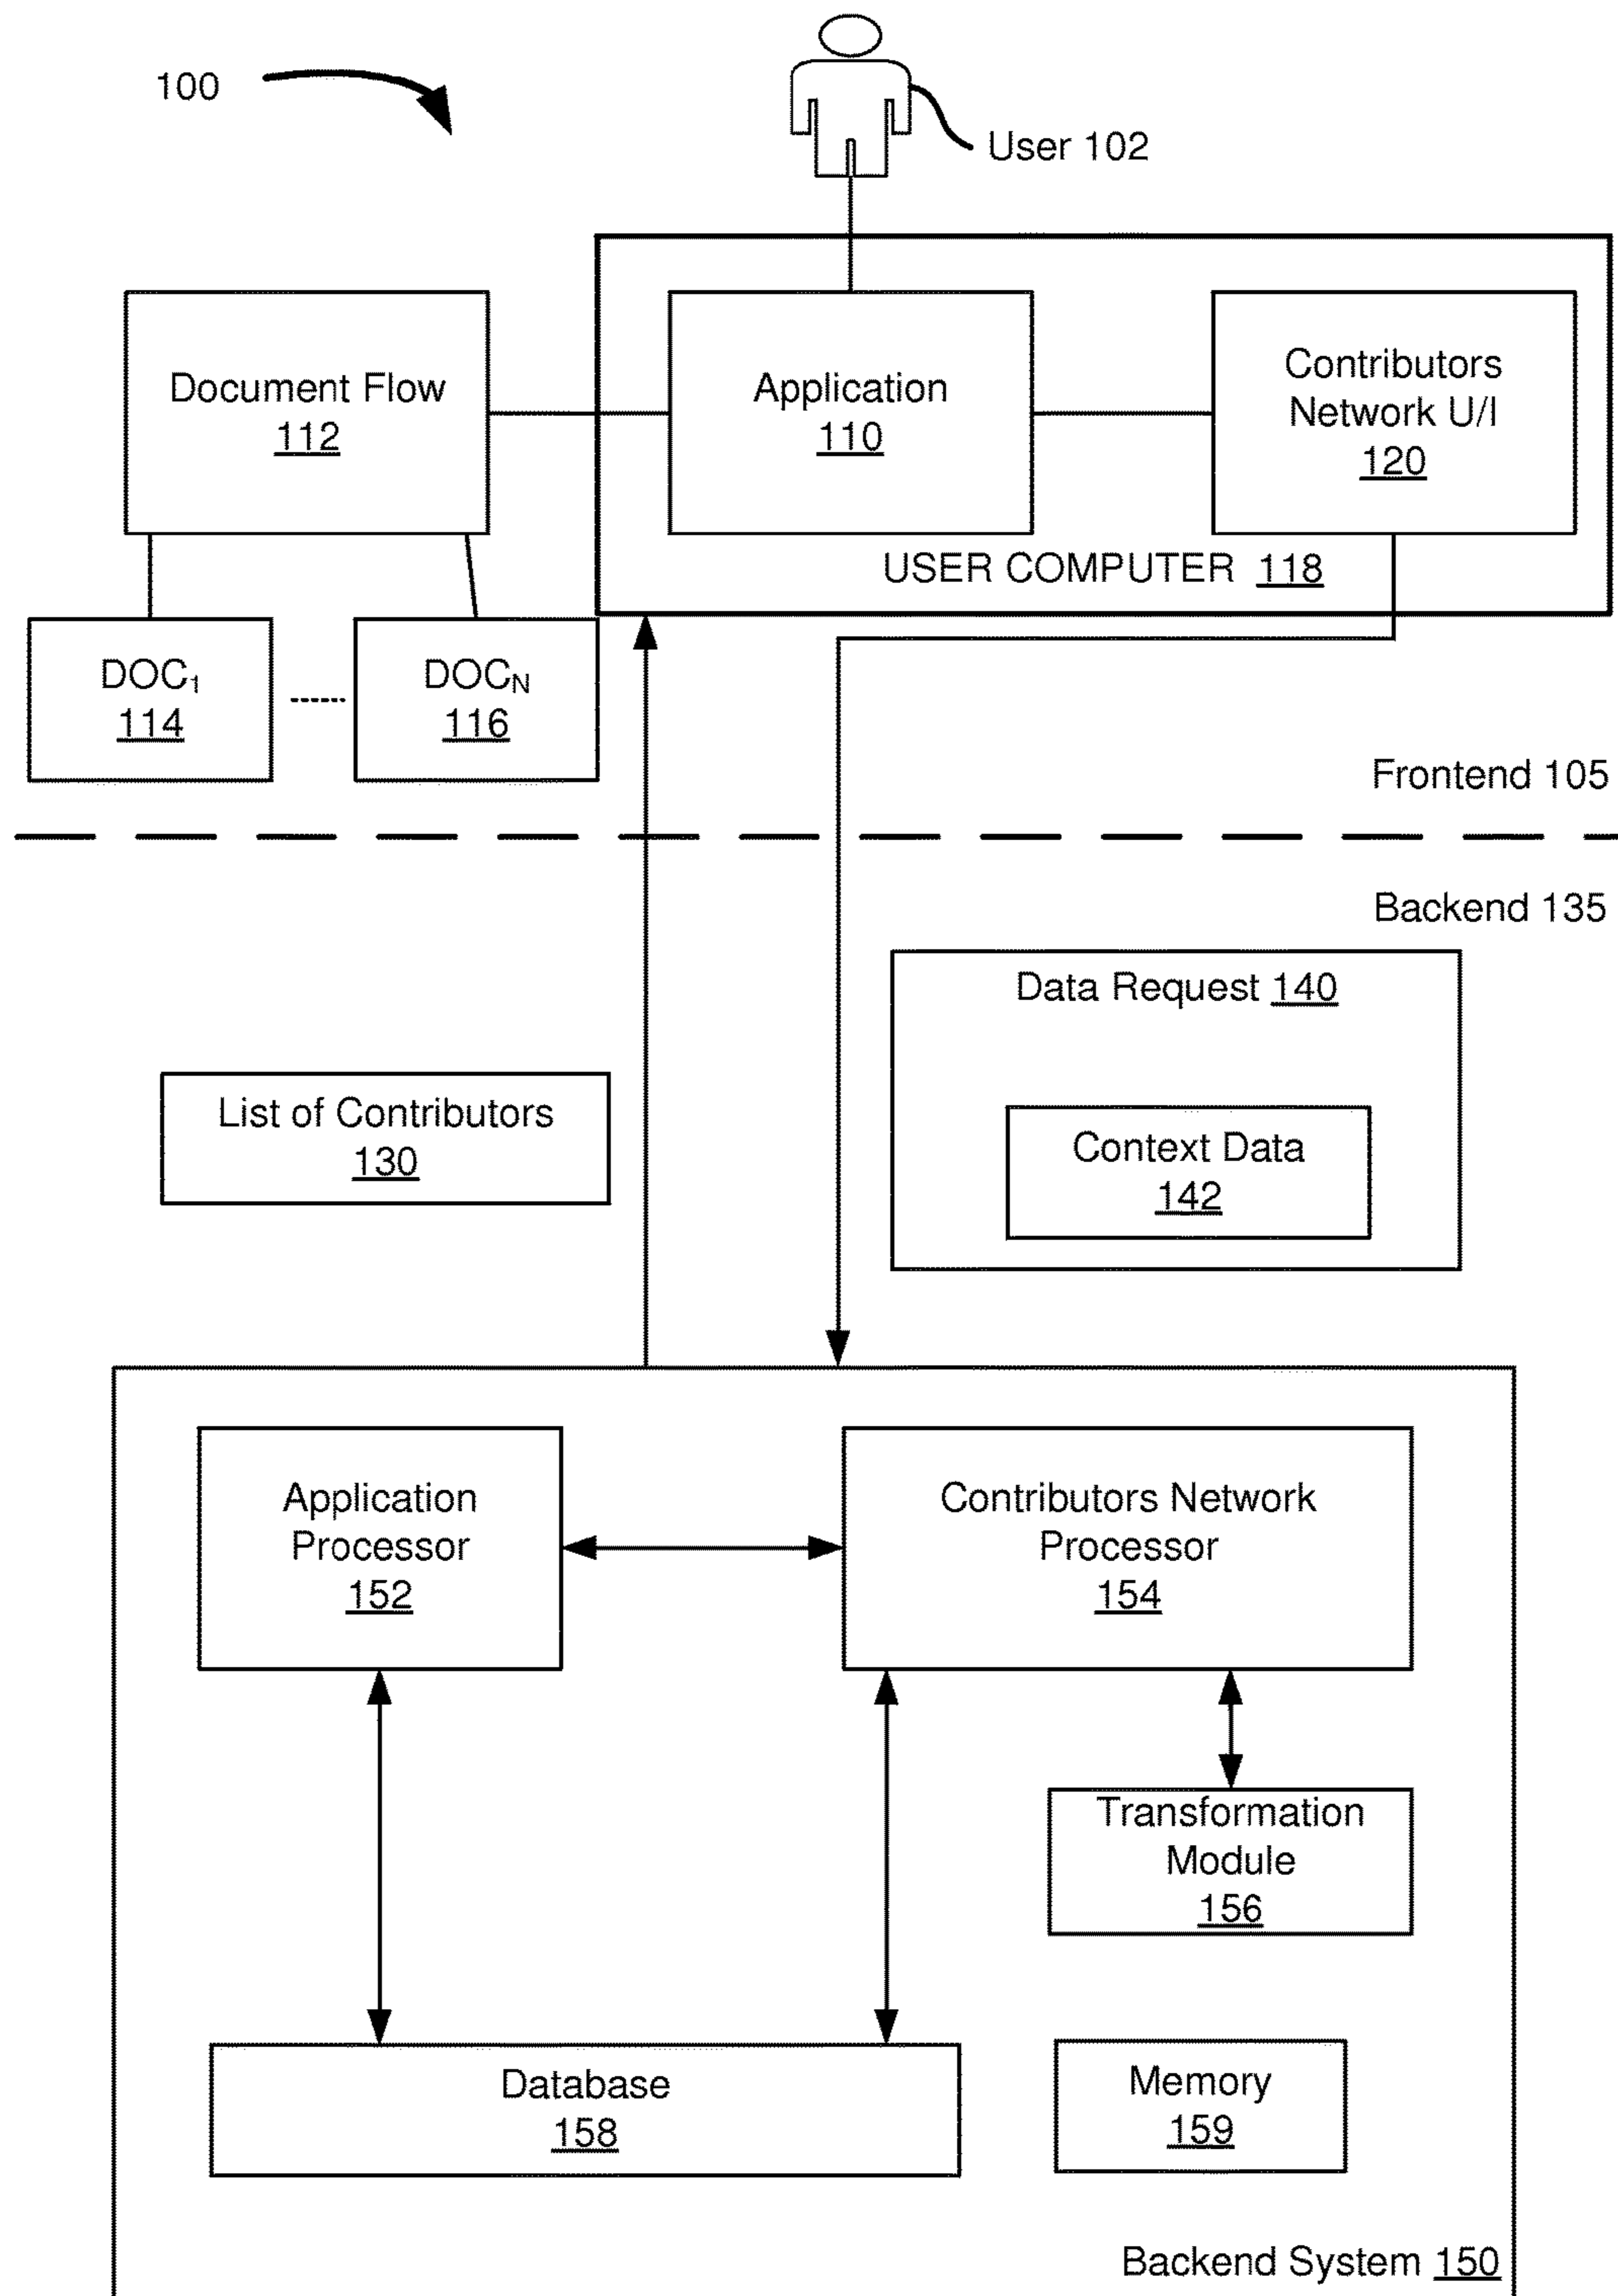 100
User 102
Document Flow
112
Application
110
Contributors
Network U/I
120
USER COMPUTER 118
DOC1
114
DOCN
116
Frontend 105
Backend 135
Data Request 140
List of Contributors
130
Context Data
142
Application
Processor
152
Contributors Network
Processor
154
Transformation
Module
156
Database
158
Memory
159
Backend System 150